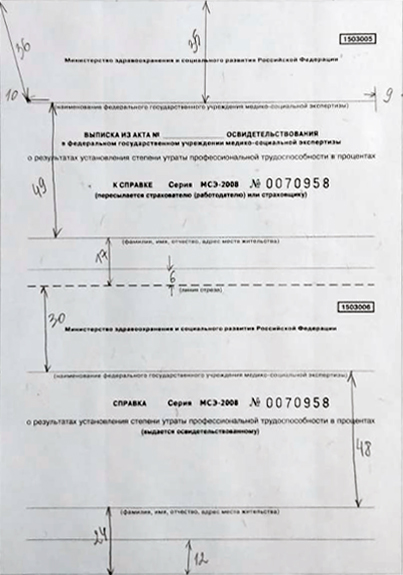 36
35
1503005
Министерство здравоохранения и социального развития Российской Федерации
10
9
(наименование федерального государственного учреждения медико-социальной экспертизы)
ВЫПИСКА ИЗ АКТА № ____________ ОСВИДЕТЕЛЬСТВОВАНИЯ
в федеральном государственном учреждении медико-социальной экспертизы
о результатах установления степени утраты профессиональной трудоспособности в процентах
49
К СПРАВКЕ Серия МСЭ-2008 № 0070958
(пересылается страхователю (работодателю) или страховщику)
(фамилия, имя, отчество, адрес места жительства)
17
6
(линия отреза)
30
1503006
Министерство здравоохранения и социального развития Российской Федерации
(наименование федерального государственного учреждения медико-социальной экспертизы)
СПРАВКА Серия МСЭ-2008 № 0070958
о результатах установления степени утраты профессиональной трудоспособности в процентах
(выдается освидетельствованному)
48
(фамилия, имя, отчество, адрес места жительства)
24
12